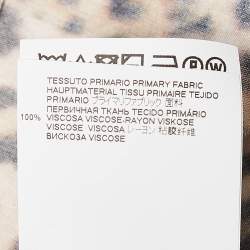 TESSUTO PRIMARIO PRIMARY FABRIC
HAUPTMATERIAL TISSU PRIMAIRE TEJIDO
PRIMARIO プライマリファブリック 面料
ПЕРВИЧНАЯ ТКАНЬ TECIDO PRIMÁRIO
100% VISCOSA VISCOSE-RAYON VISKOSE
VISCOSE VISCOSA レーヨン 粘胶纤维
ВИСКОЗА VISCOSE